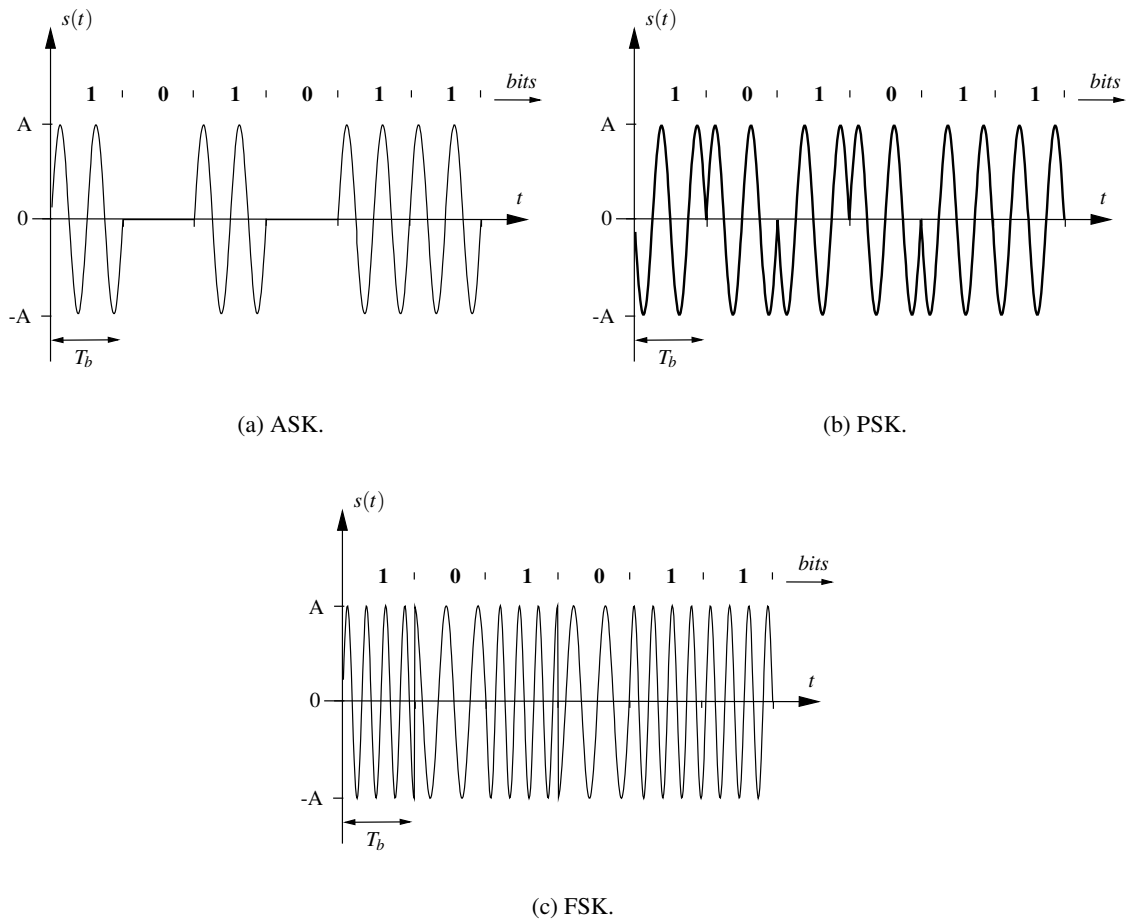 s(t)
bits
1 0 1 0 1 1
A
t
0
-A
T_b
(a) ASK.
s(t)
bits
1 0 1 0 1 1
A
t
0
-A
T_b
(b) PSK.
s(t)
bits
1 0 1 0 1 1
A
t
0
-A
T_b
(c) FSK.